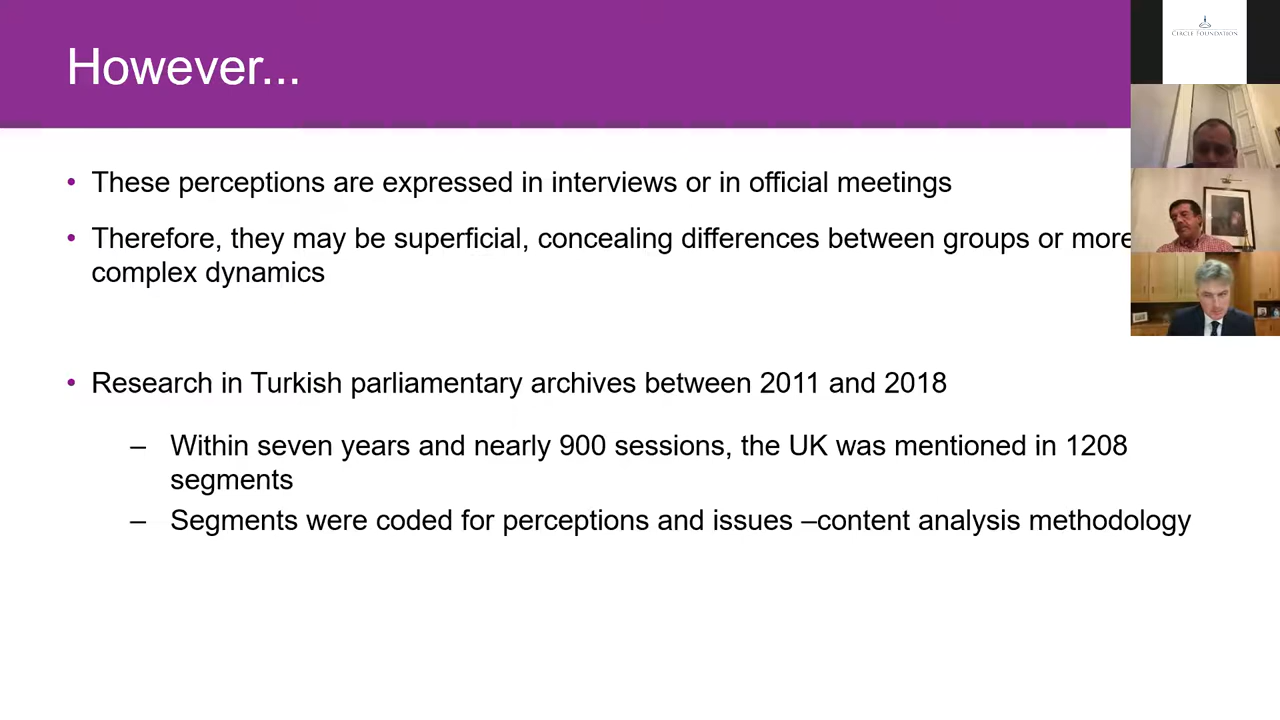 However...
CEACLE FOUNDATION
• These perceptions are expressed in interviews or in official meetings
• Therefore, they may be superficial, concealing differences between groups or more
complex dynamics
• Research in Turkish parliamentary archives between 2011 and 2018
– Within seven years and nearly 900 sessions, the UK was mentioned in 1208
segments
– Segments were coded for perceptions and issues –content analysis methodology